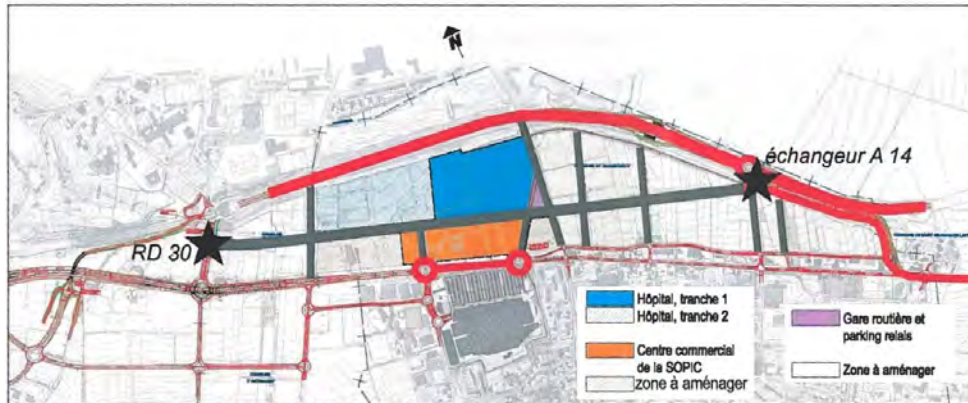 N
échangeur A 14
RD 30
Hôpital, tranche 1
Hôpital, tranche 2
Centre commercial
de la SOPIC
zone à aménager
Gare routière et
parking relais
Zone à aménager